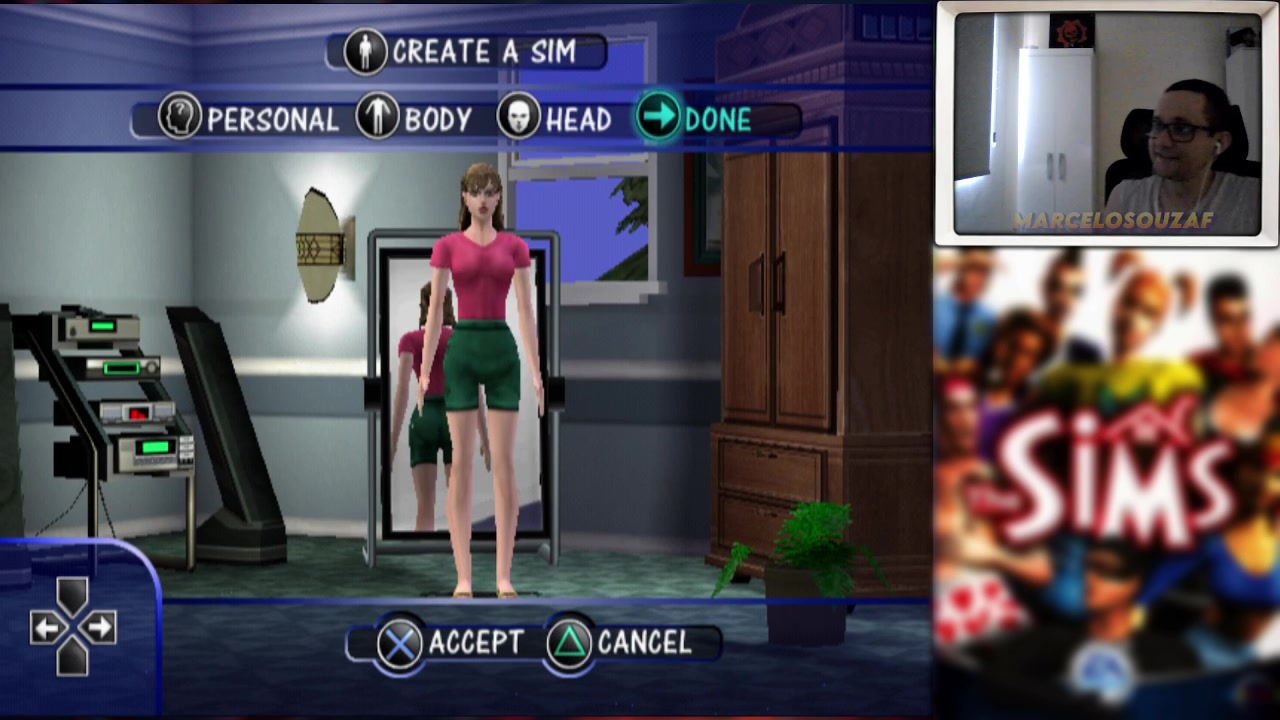 CREATE A SIM
PERSONAL BODY HEAD DONE
ACCEPT CANCEL
MARCELOSOUZAF
The SiMS